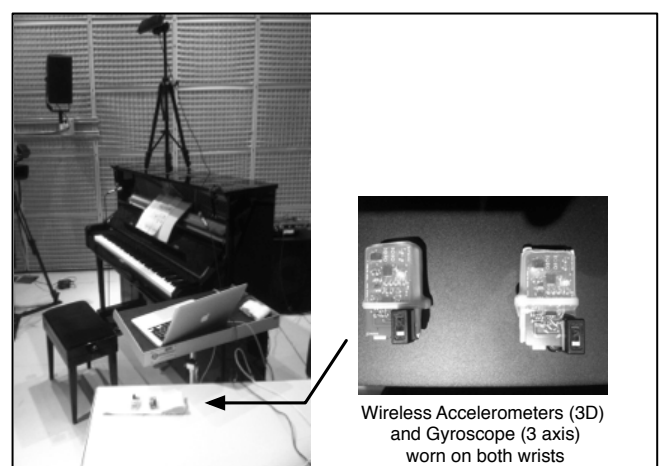 Wireless Accelerometers (3D)
and Gyroscope (3 axis)
worn on both wrists